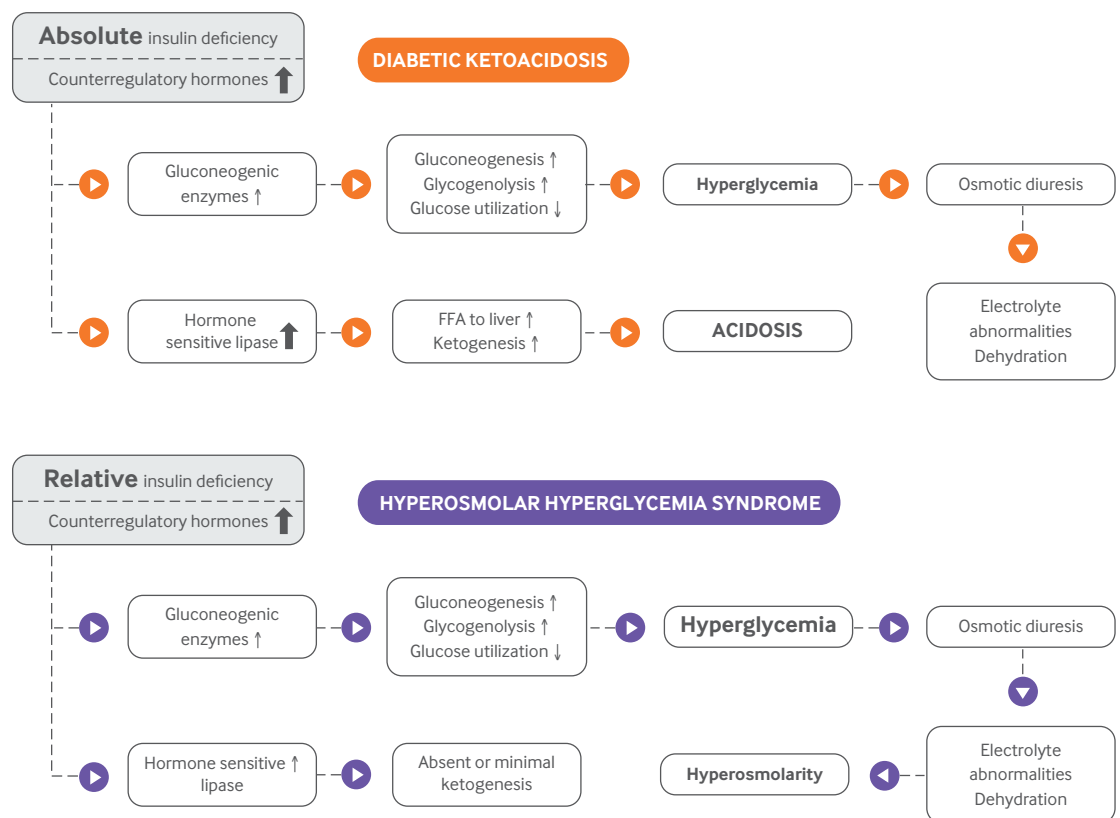 Absolute insulin deficiency
Counterregulatory hormones ↑
DIABETIC KETOACIDOSIS
Gluconeogenic
enzymes ↑
Gluconeogenesis ↑
Glycogenolysis ↑
Glucose utilization ↓
Hyperglycemia
Osmotic diuresis
Hormone
sensitive lipase ↑
FFA to liver ↑
Ketogenesis ↑
ACIDOSIS
Electrolyte
abnormalities
Dehydration
Relative insulin deficiency
Counterregulatory hormones ↑
HYPEROSMOLAR HYPERGLYCEMIA SYNDROME
Gluconeogenic
enzymes ↑
Gluconeogenesis ↑
Glycogenolysis ↑
Glucose utilization ↓
Hyperglycemia
Osmotic diuresis
Hormone sensitive ↑
lipase
Absent or minimal
ketogenesis
Hyperosmolarity
Electrolyte
abnormalities
Dehydration